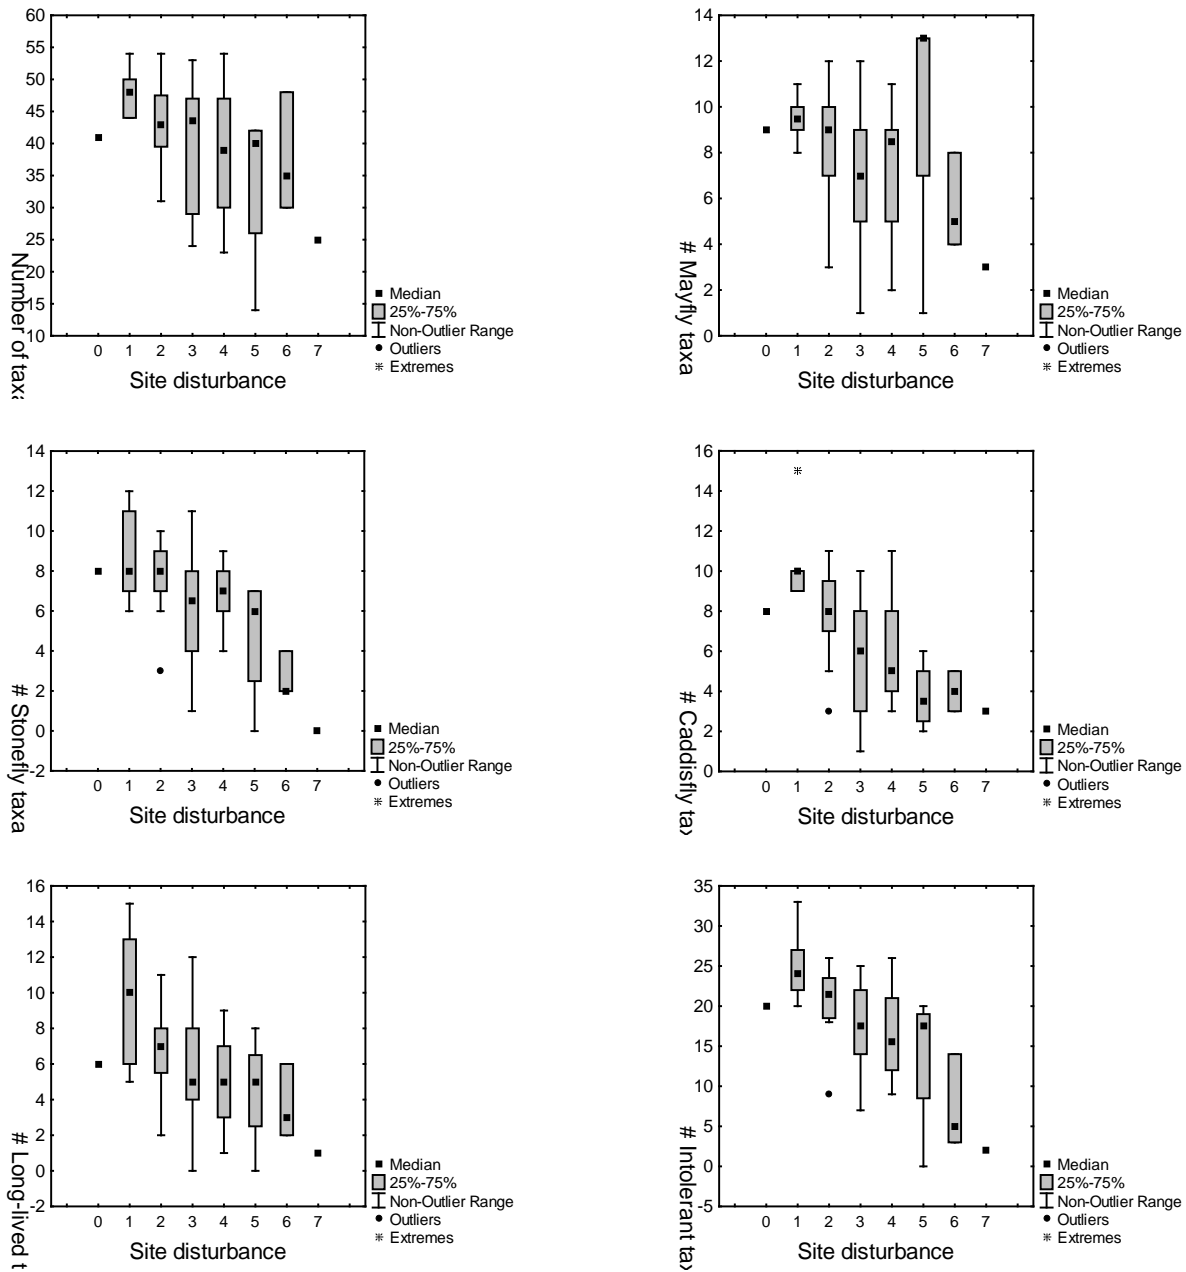 60
55
50
45
40
35
30
25
20
15
10
Number of taxa
0 1 2 3 4 5 6 7
Site disturbance
Median
25%-75%
Non-Outlier Range
Outliers
Extremes
14
12
10
8
6
4
2
0
# Mayfly taxa
0 1 2 3 4 5 6 7
Site disturbance
Median
25%-75%
Non-Outlier Range
Outliers
Extremes
14
12
10
8
6
4
2
0
-2
# Stonefly taxa
0 1 2 3 4 5 6 7
Site disturbance
Median
25%-75%
Non-Outlier Range
Outliers
Extremes
16
14
12
10
8
6
4
2
0
# Caddisfly tax
0 1 2 3 4 5 6 7
Site disturbance
Median
25%-75%
Non-Outlier Range
Outliers
Extremes
16
14
12
10
8
6
4
2
0
-2
# Long-lived t
0 1 2 3 4 5 6 7
Site disturbance
Median
25%-75%
Non-Outlier Range
Outliers
Extremes
35
30
25
20
15
10
5
0
-5
# Intolerant tax
0 1 2 3 4 5 6 7
Site disturbance
Median
25%-75%
Non-Outlier Range
Outliers
Extremes